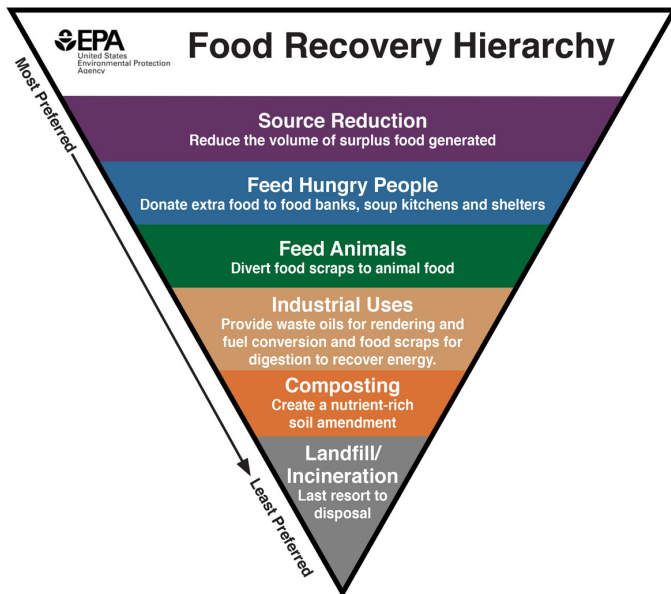 EPA
United States
Environmental Protection
Agency
Food Recovery Hierarchy
Most Preferred
Source Reduction
Reduce the volume of surplus food generated
Feed Hungry People
Donate extra food to food banks, soup kitchens and shelters
Feed Animals
Divert food scraps to animal food
Industrial Uses
Provide waste oils for rendering and
fuel conversion and food scraps for
digestion to recover energy.
Composting
Create a nutrient-rich
soil amendment
Landfill/
Incineration
Last resort to
disposal
Least Preferred